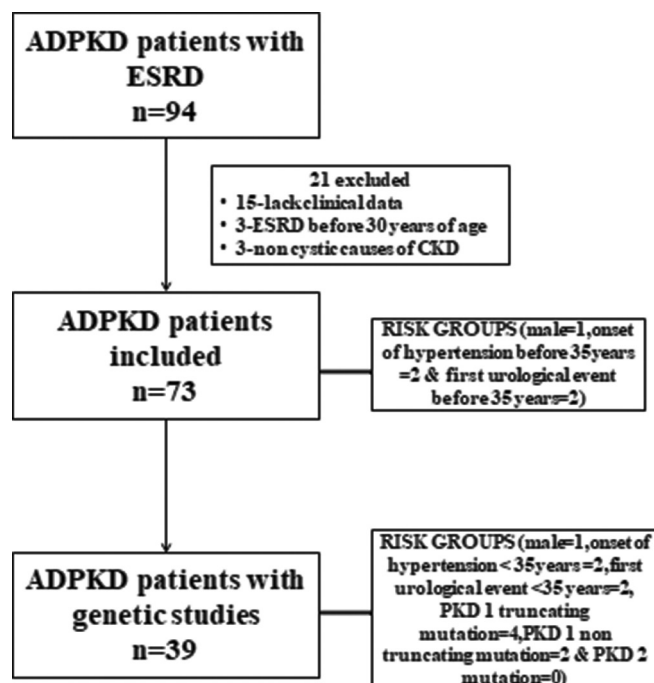 ADPKD patients with
ESRD
n=94
21 excluded
• 15-lack clinical data
• 3-ESRD before 30 years of age
• 3-non cystic causes of CKD
ADPKD patients
included
n=73
RISK GROUPS (male=1,onset
of hypertension before 35 years
=2 & first urological event
before 35 years=2)
ADPKD patients with
genetic studies
n=39
RISK GROUPS (male=1,onset of
hypertension < 35 years=2,first
urological event <35 years=2,
PKD 1 truncating
mutation=4,PKD 1 non
truncating mutation=2 & PKD 2
mutation=0)